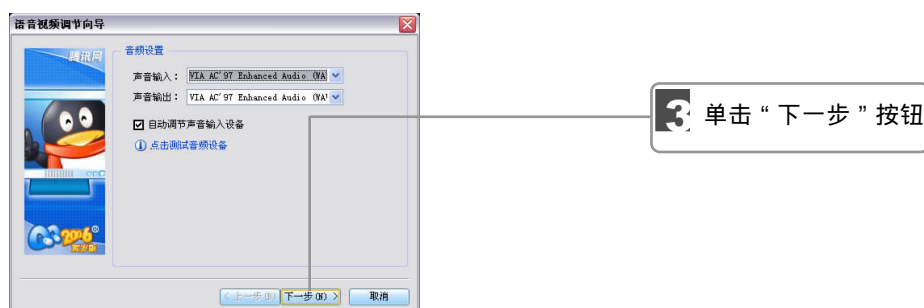 语音视频调节向导
腾讯网
音频设置
声音输入： VIA AC'97 Enhanced Audio (WA
声音输出： VIA AC'97 Enhanced Audio (WA
自动调节声音输入设备
点击测试音频设备
2006
< 上一步(B) 下一步(N) > 取消
3 单击“下一步”按钮